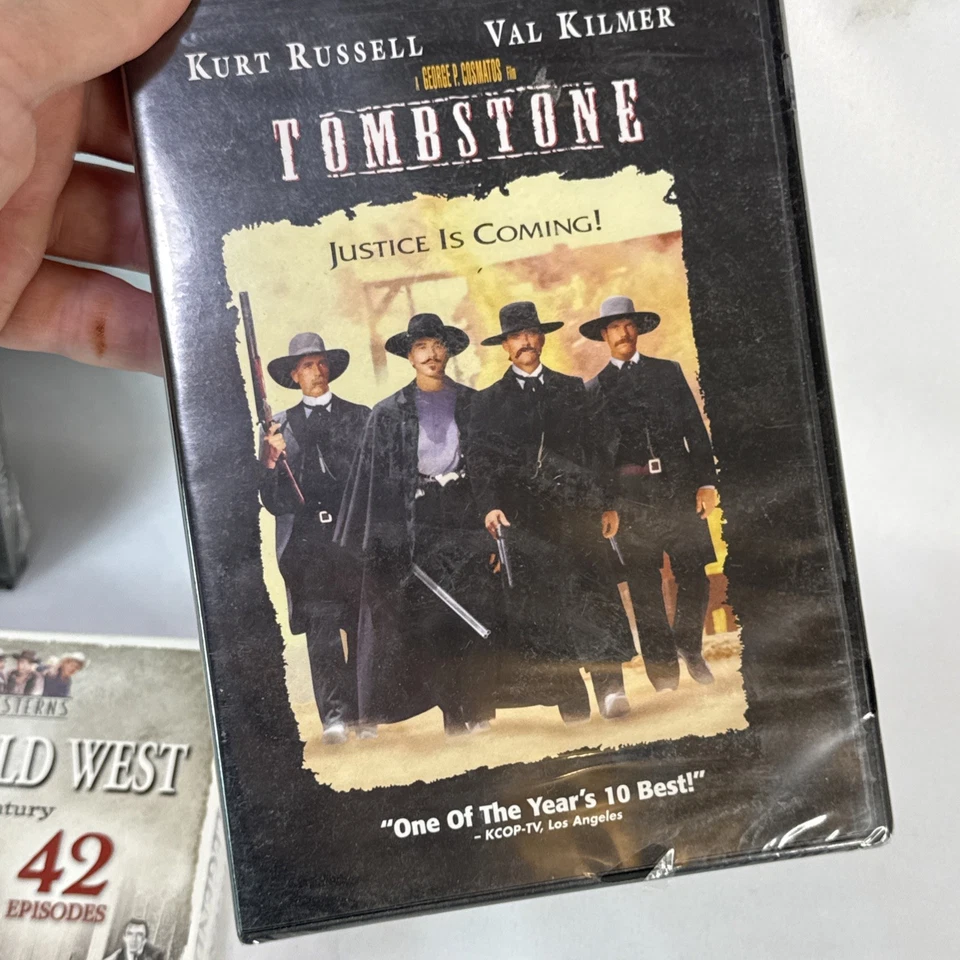 KURT RUSSELL
VAL KILMER
A GEORGE P. COSMATOS Film
TOMBSTONE
JUSTICE IS COMING!
"One Of The Year's 10 Best!"
– KCOP-TV, Los Angeles
STERNS
LD WEST
ntury
42
EPISODES